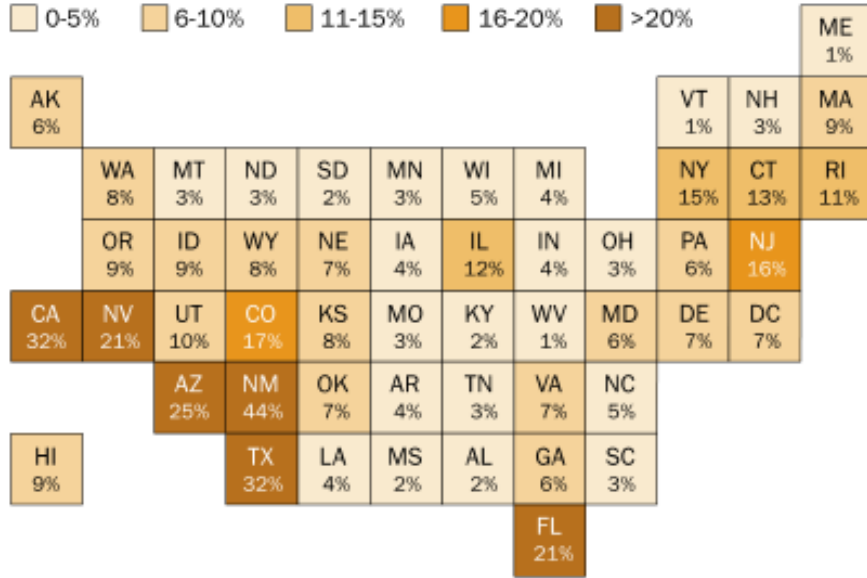 0-5% 6-10% 11-15% 16-20% >20%
ME
1%
AK VT NH MA
6% 1% 3% 9%
WA MT ND SD MN WI MI NY CT RI
8% 3% 3% 2% 3% 5% 4% 15% 13% 11%
OR ID WY NE IA IL IN OH PA NJ
9% 9% 8% 7% 4% 12% 4% 3% 6% 16%
CA NV UT CO KS MO KY WV MD DE DC
32% 21% 10% 17% 8% 3% 2% 1% 6% 7% 7%
AZ NM OK AR TN VA NC
25% 44% 7% 4% 3% 7% 5%
HI TX LA MS AL GA SC
9% 32% 4% 2% 2% 6% 3%
FL
21%